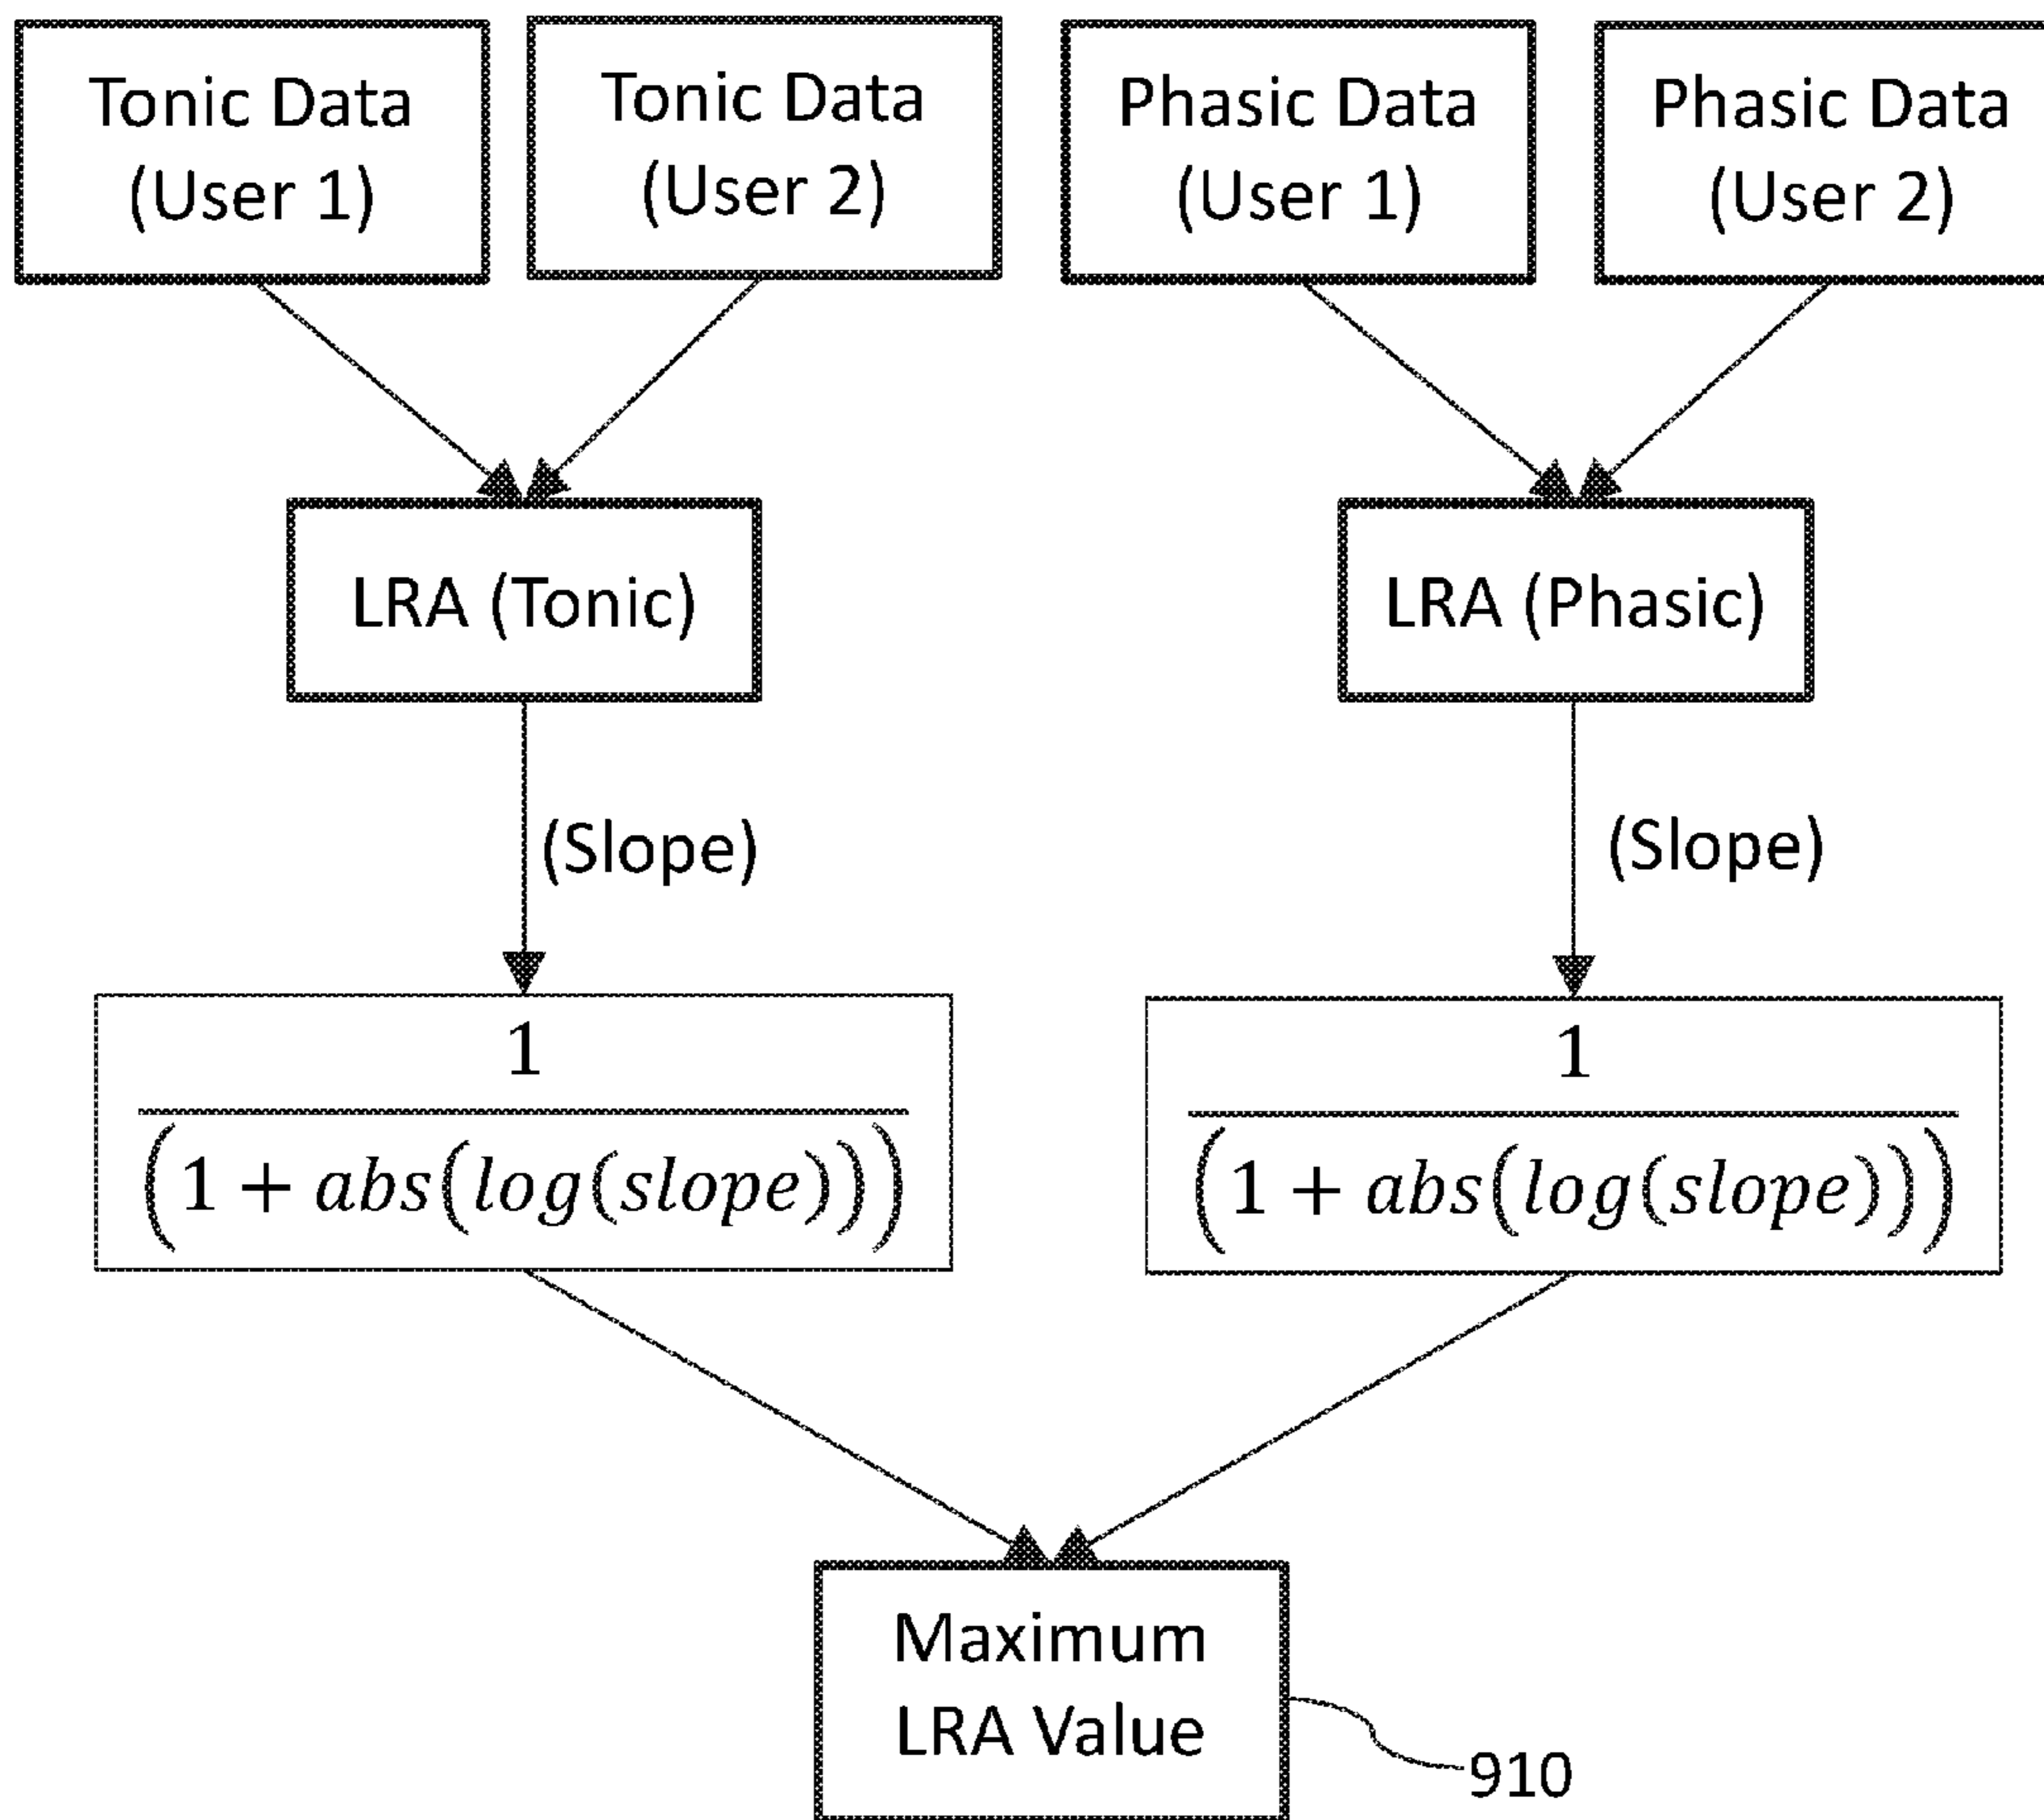 Tonic Data
(User 1)
Tonic Data
(User 2)
Phasic Data
(User 1)
Phasic Data
(User 2)
LRA (Tonic)
LRA (Phasic)
(Slope)
(Slope)
1
(1 + abs(log(slope)))
1
(1 + abs(log(slope)))
Maximum
LRA Value
910